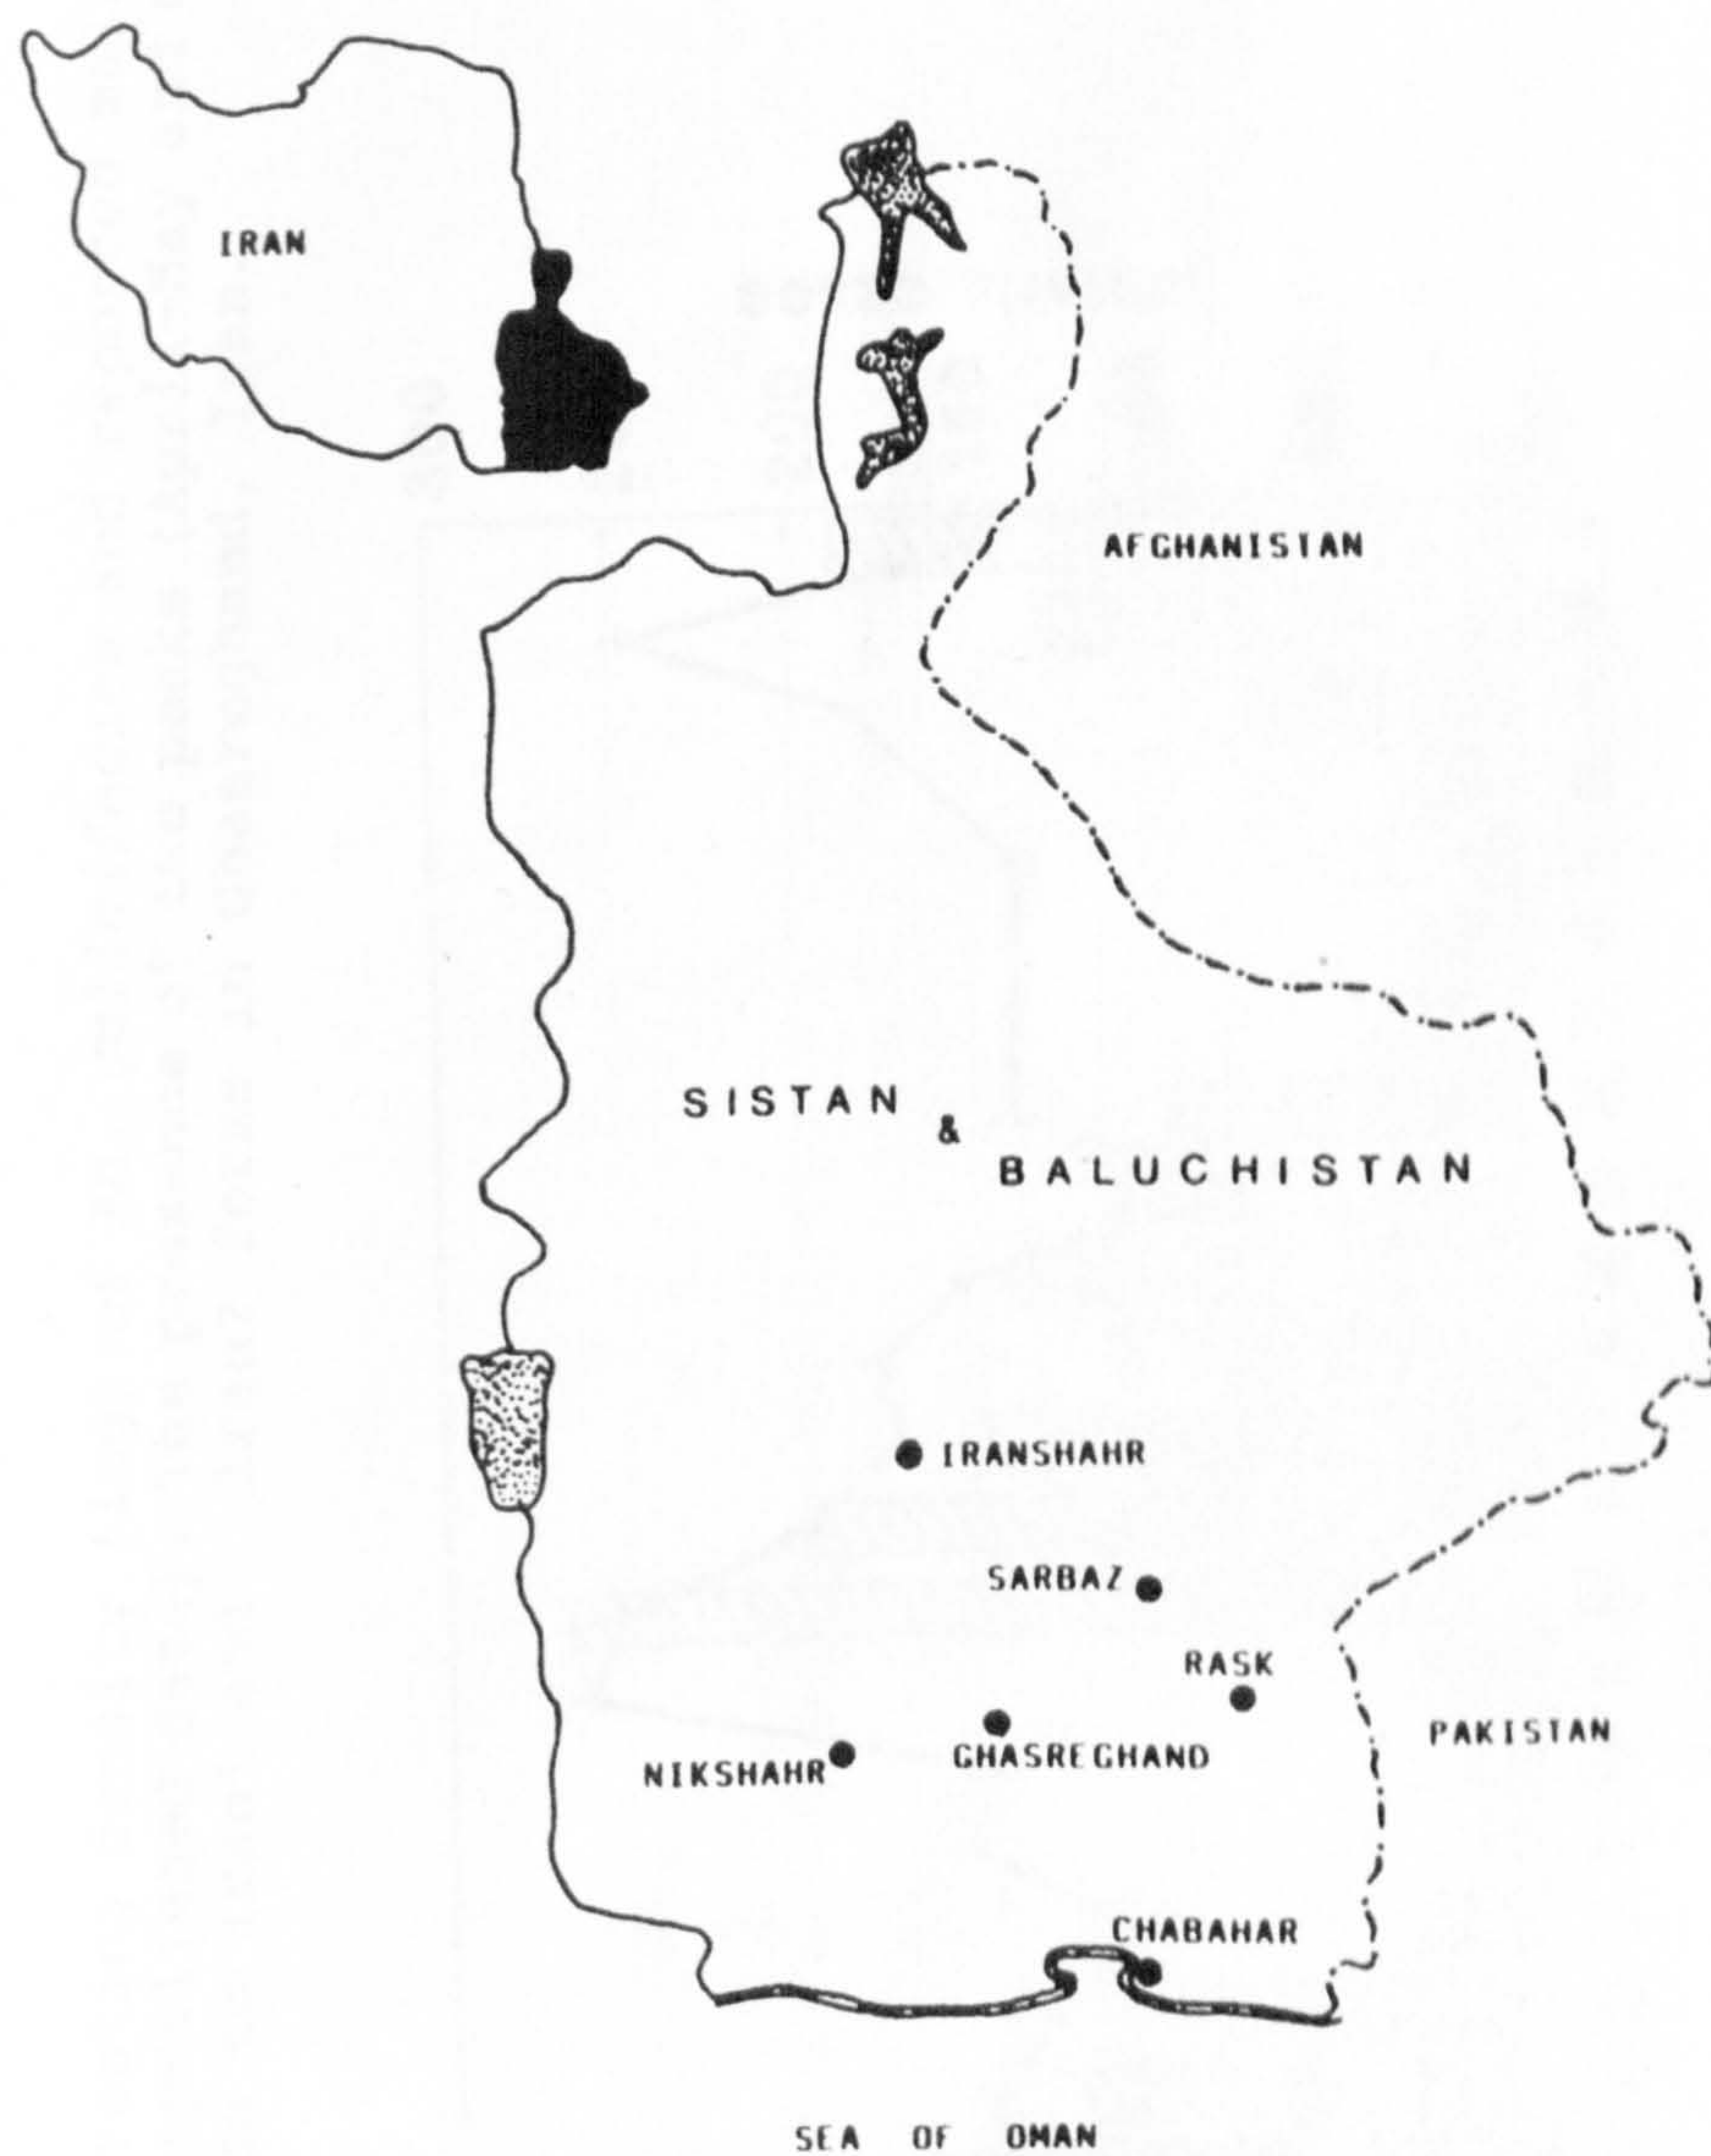 IRAN
AFGHANISTAN
SISTAN
&
BALUCHISTAN
IRANSHAHR
SARBAZ
RASK
PAKISTAN
GHASREGHAND
NIKSHAHR
CHABAHAR
SEA OF OMAN